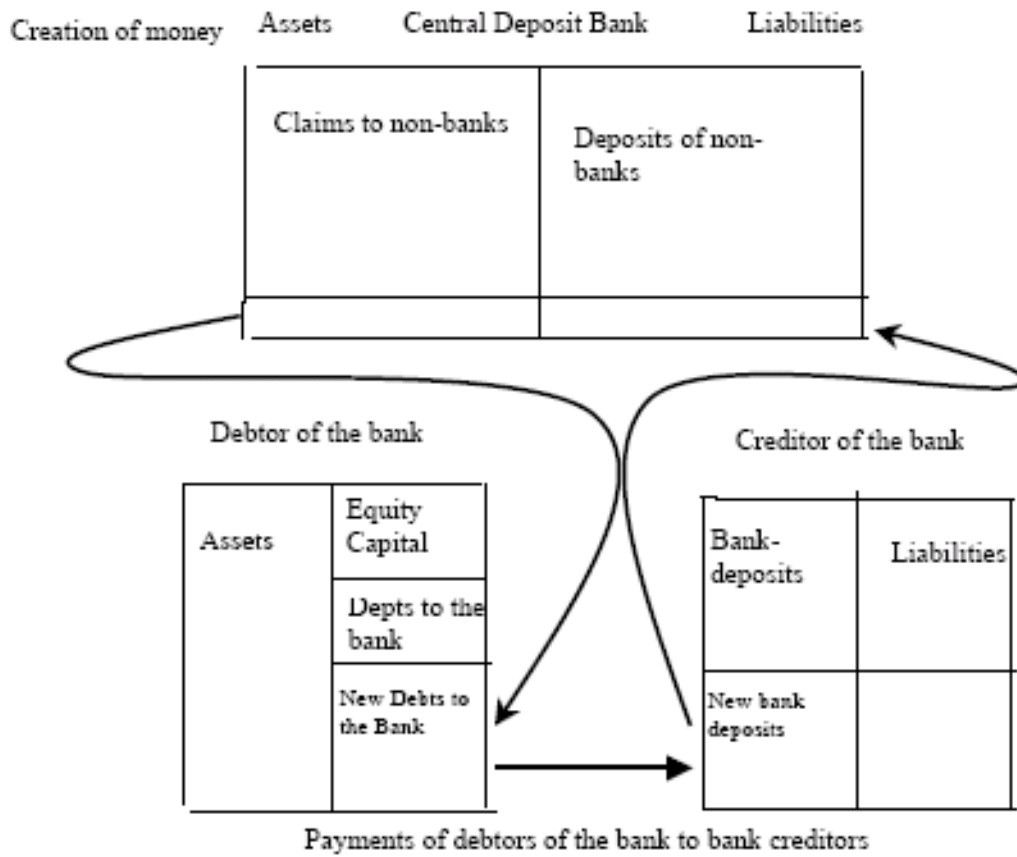 Creation of money
Assets Central Deposit Bank Liabilities
Claims to non-banks
Deposits of non-
banks
Debtor of the bank
Creditor of the bank
Assets
Equity
Capital
Depts to the
bank
New Debts to
the Bank
Bank-
deposits
Liabilities
New bank
deposits
Payments of debtors of the bank to bank creditors